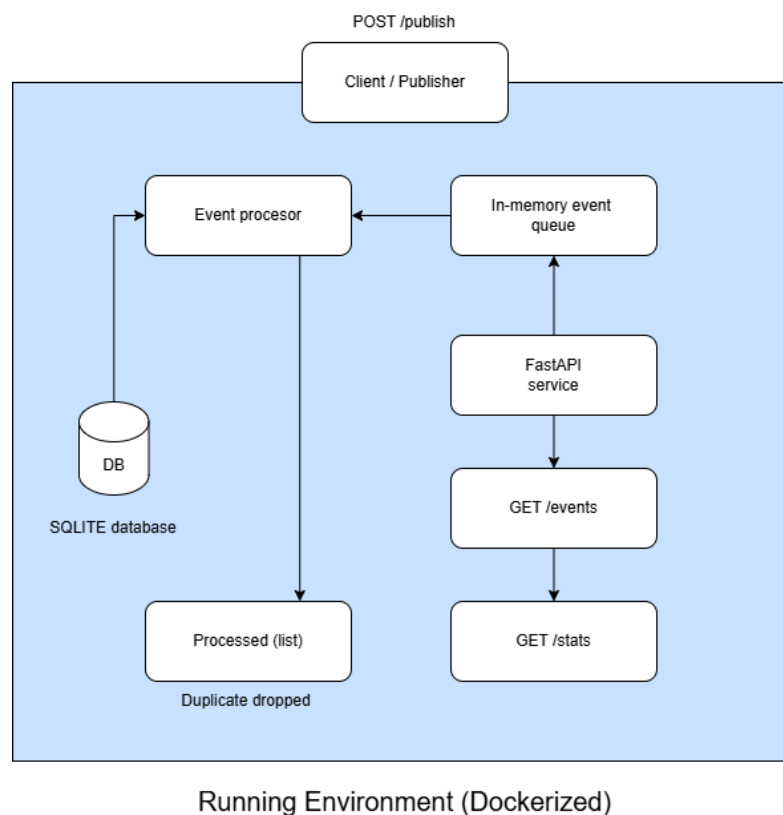 POST /publish
Client / Publisher
Event procesor
In-memory event
queue
FastAPI
service
DB
GET /events
SQLITE database
Processed (list)
GET /stats
Duplicate dropped
Running Environment (Dockerized)